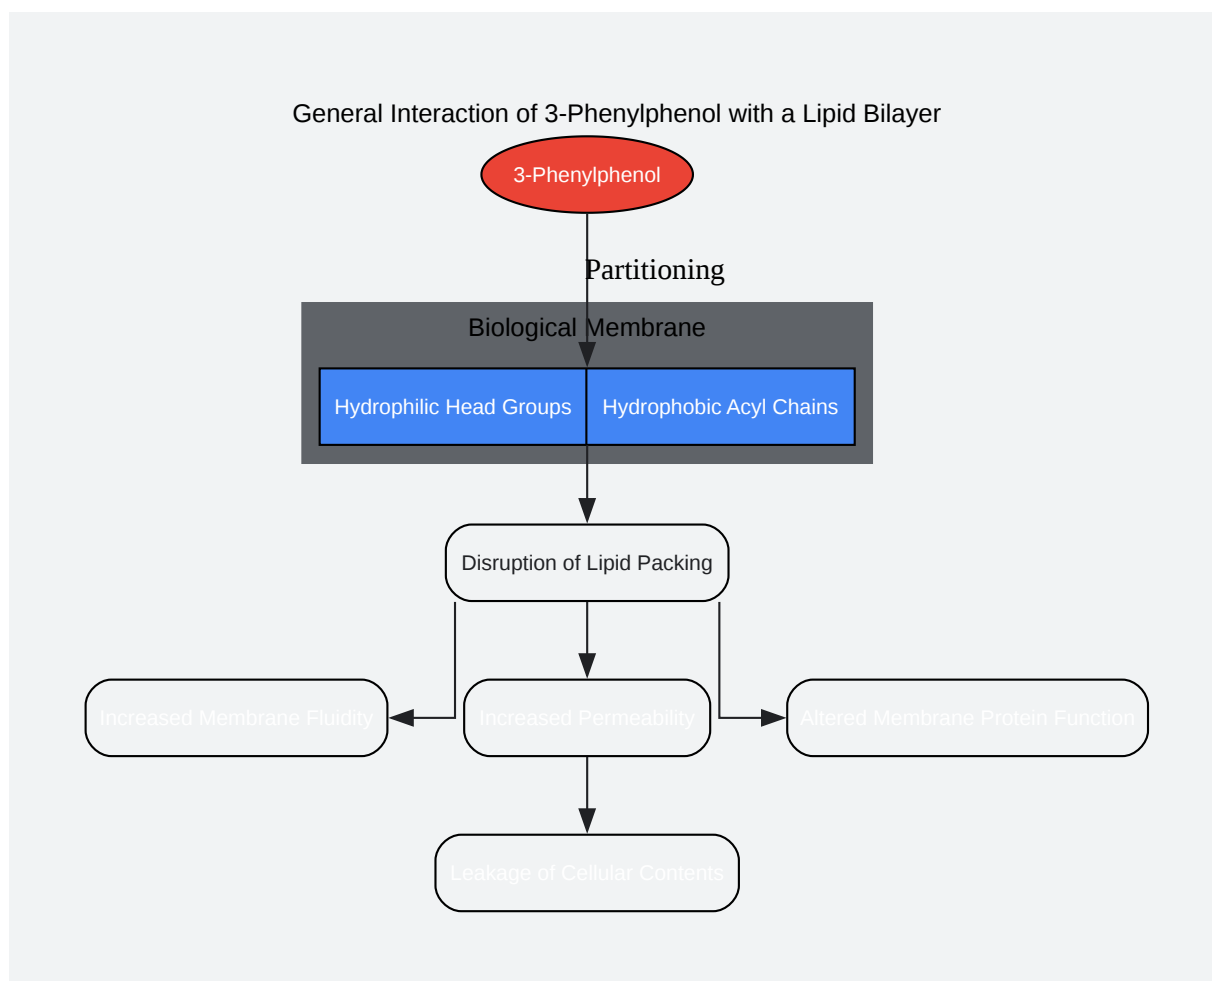 General Interaction of 3-Phenylphenol with a Lipid Bilayer
3-Phenylphenol
Partitioning
Biological Membrane
Hydrophilic Head Groups
Hydrophobic Acyl Chains
Disruption of Lipid Packing
Increased Membrane Fluidity
Increased Permeability
Altered Membrane Protein Function
Leakage of Cellular Contents